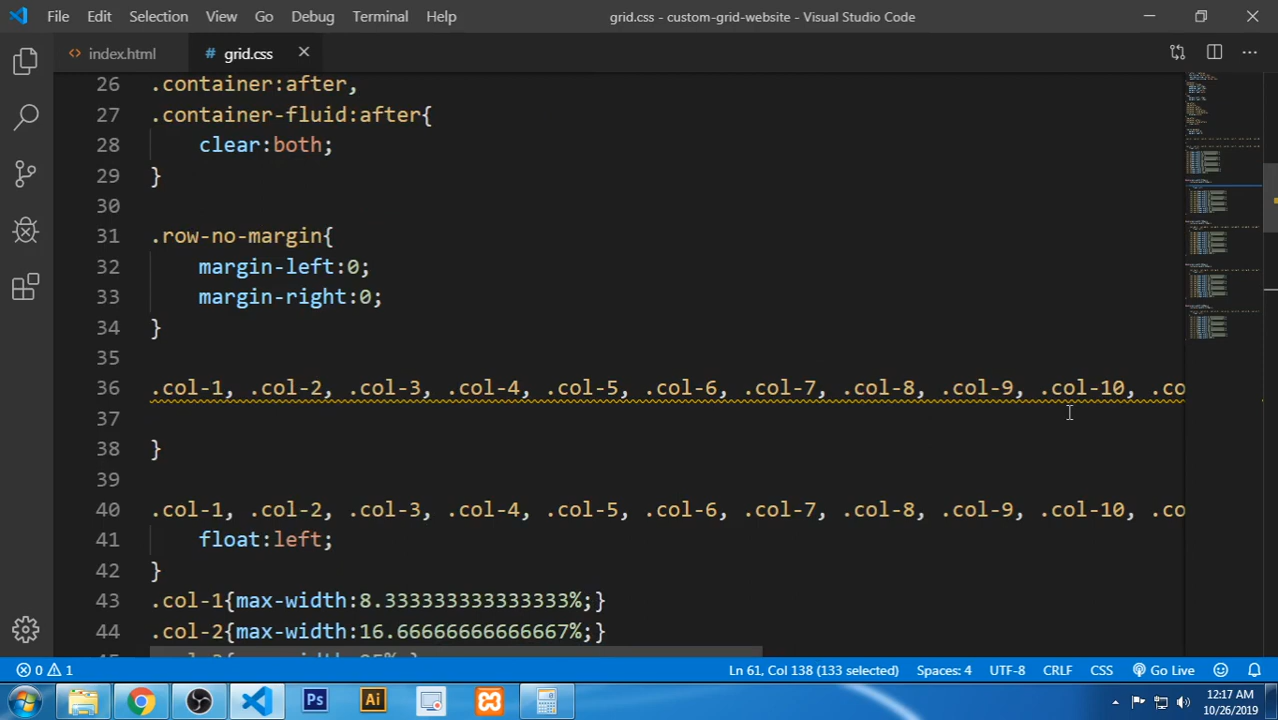 File Edit Selection View Go Debug Terminal Help
grid.css - custom-grid-website - Visual Studio Code
<> index.html
# grid.css
26 .container:after,
27 .container-fluid:after{
28 clear:both;
29 }
30
31 .row-no-margin{
32 margin-left:0;
33 margin-right:0;
34 }
35
36 .col-1, .col-2, .col-3, .col-4, .col-5, .col-6, .col-7, .col-8, .col-9, .col-10, .co
37
38 }
39
40 .col-1, .col-2, .col-3, .col-4, .col-5, .col-6, .col-7, .col-8, .col-9, .col-10, .co
41 float:left;
42 }
43 .col-1{max-width:8.333333333333333%;}
44 .col-2{max-width:16.66666666666667%;}
0 1
Ln 61, Col 138 (133 selected) Spaces: 4 UTF-8 CRLF CSS Go Live
Ps Ai
12:17 AM
10/26/2019